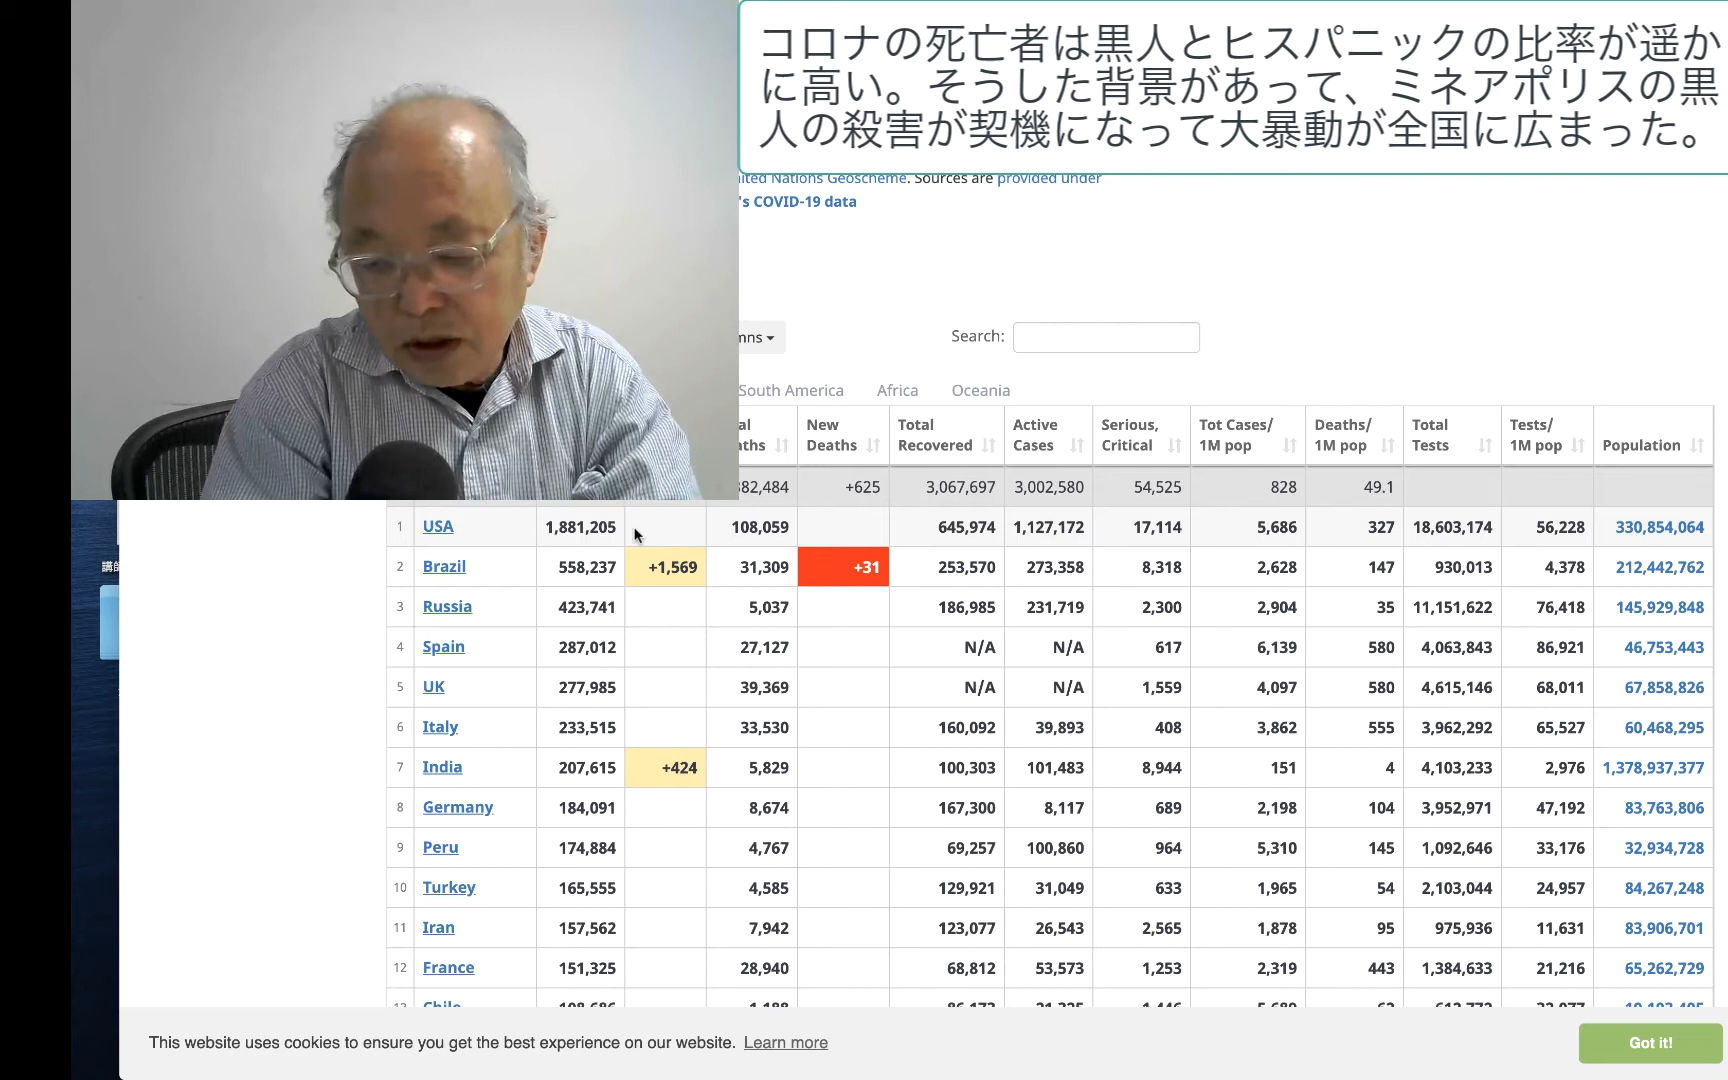 コロナの死亡者は黒人とヒスパニックの比率が遥か
に高い。そうした背景があって、ミネアポリスの黒
人の殺害が契機になって大暴動が全国に広まった。
ited Nations Geoscheme. Sources are provided under
's COVID-19 data
mns
Search:
South America Africa Oceania
al aths New Deaths Total Recovered Active Cases Serious, Critical Tot Cases/ 1M pop Deaths/ 1M pop Total Tests Tests/ 1M pop Population
382,484 +625 3,067,697 3,002,580 54,525 828 49.1
1 USA 1,881,205 108,059 645,974 1,127,172 17,114 5,686 327 18,603,174 56,228 330,854,064
2 Brazil 558,237 +1,569 31,309 +31 253,570 273,358 8,318 2,628 147 930,013 4,378 212,442,762
3 Russia 423,741 5,037 186,985 231,719 2,300 2,904 35 11,151,622 76,418 145,929,848
4 Spain 287,012 27,127 N/A N/A 617 6,139 580 4,063,843 86,921 46,753,443
5 UK 277,985 39,369 N/A N/A 1,559 4,097 580 4,615,146 68,011 67,858,826
6 Italy 233,515 33,530 160,092 39,893 408 3,862 555 3,962,292 65,527 60,468,295
7 India 207,615 +424 5,829 100,303 101,483 8,944 151 4 4,103,233 2,976 1,378,937,377
8 Germany 184,091 8,674 167,300 8,117 689 2,198 104 3,952,971 47,192 83,763,806
9 Peru 174,884 4,767 69,257 100,860 964 5,310 145 1,092,646 33,176 32,934,728
10 Turkey 165,555 4,585 129,921 31,049 633 1,965 54 2,103,044 24,957 84,267,248
11 Iran 157,562 7,942 123,077 26,543 2,565 1,878 95 975,936 11,631 83,906,701
12 France 151,325 28,940 68,812 53,573 1,253 2,319 443 1,384,633 21,216 65,262,729
This website uses cookies to ensure you get the best experience on our website. Learn more
Got it!